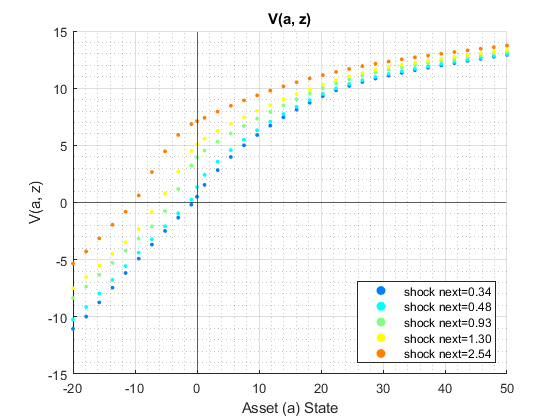 V(a, z)
15
10
5
0
-5
-10
-15
V(a, z)
-20
-10
0
10
20
30
40
50
Asset (a) State
shock next=0.34
shock next=0.48
shock next=0.93
shock next=1.30
shock next=2.54